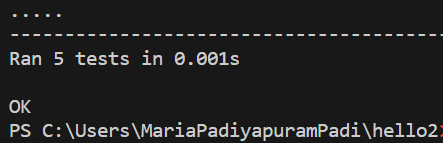 .....
----------------------------------------
Ran 5 tests in 0.001s
OK
PS C:\Users\MariaPadiyapuramPadi\hello2>